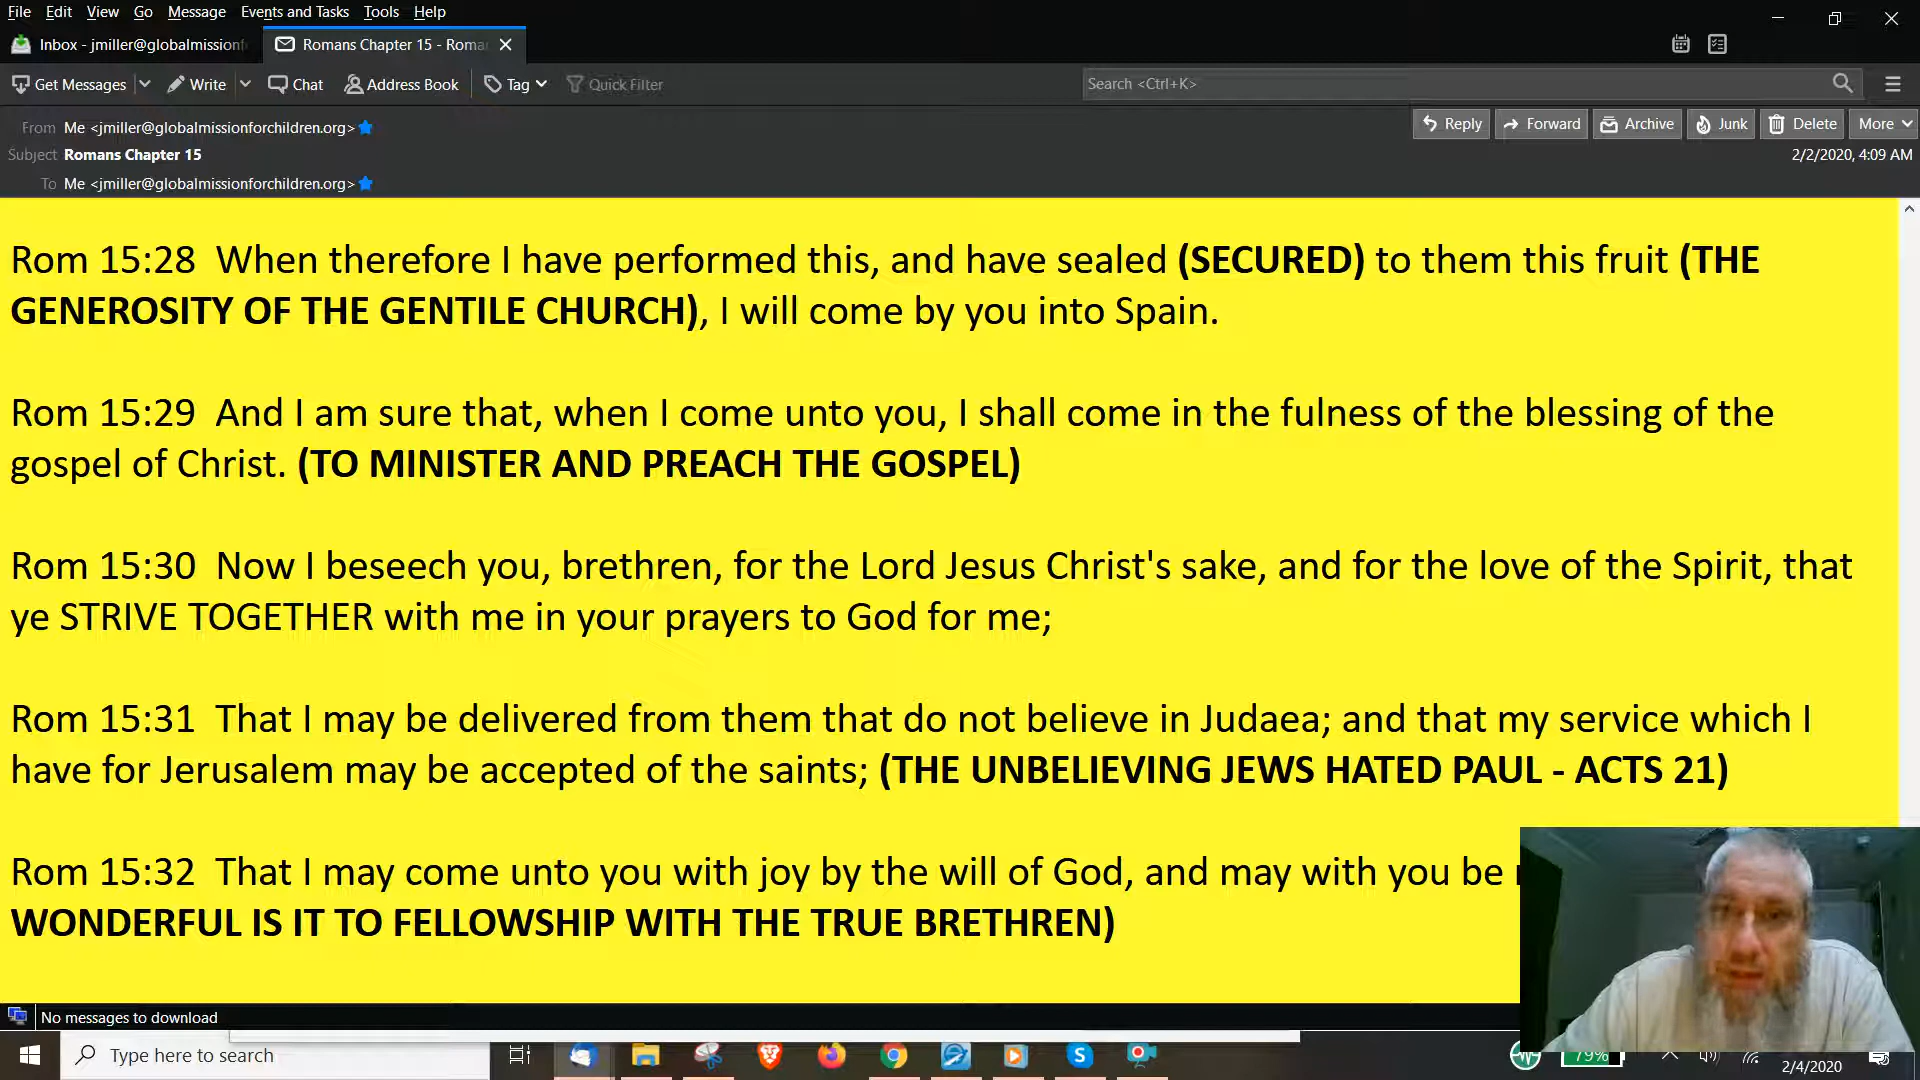 File Edit View Go Message Events and Tasks Tools Help
Inbox - jmiller@globalmissionf
Romans Chapter 15 - Roma
Get Messages Write Chat Address Book Tag Quick Filter
Search <Ctrl+K>
From Me <jmiller@globalmissionforchildren.org>
Reply Forward Archive Junk Delete More
Subject Romans Chapter 15
2/2/2020, 4:09 AM
To Me <jmiller@globalmissionforchildren.org>
Rom 15:28 When therefore I have performed this, and have sealed (SECURED) to them this fruit (THE
GENEROSITY OF THE GENTILE CHURCH), I will come by you into Spain.
Rom 15:29 And I am sure that, when I come unto you, I shall come in the fulness of the blessing of the
gospel of Christ. (TO MINISTER AND PREACH THE GOSPEL)
Rom 15:30 Now I beseech you, brethren, for the Lord Jesus Christ's sake, and for the love of the Spirit, that
ye STRIVE TOGETHER with me in your prayers to God for me;
Rom 15:31 That I may be delivered from them that do not believe in Judaea; and that my service which I
have for Jerusalem may be accepted of the saints; (THE UNBELIEVING JEWS HATED PAUL - ACTS 21)
Rom 15:32 That I may come unto you with joy by the will of God, and may with you be
WONDERFUL IS IT TO FELLOWSHIP WITH THE TRUE BRETHREN)
No messages to download
Type here to search
79%
2/4/2020